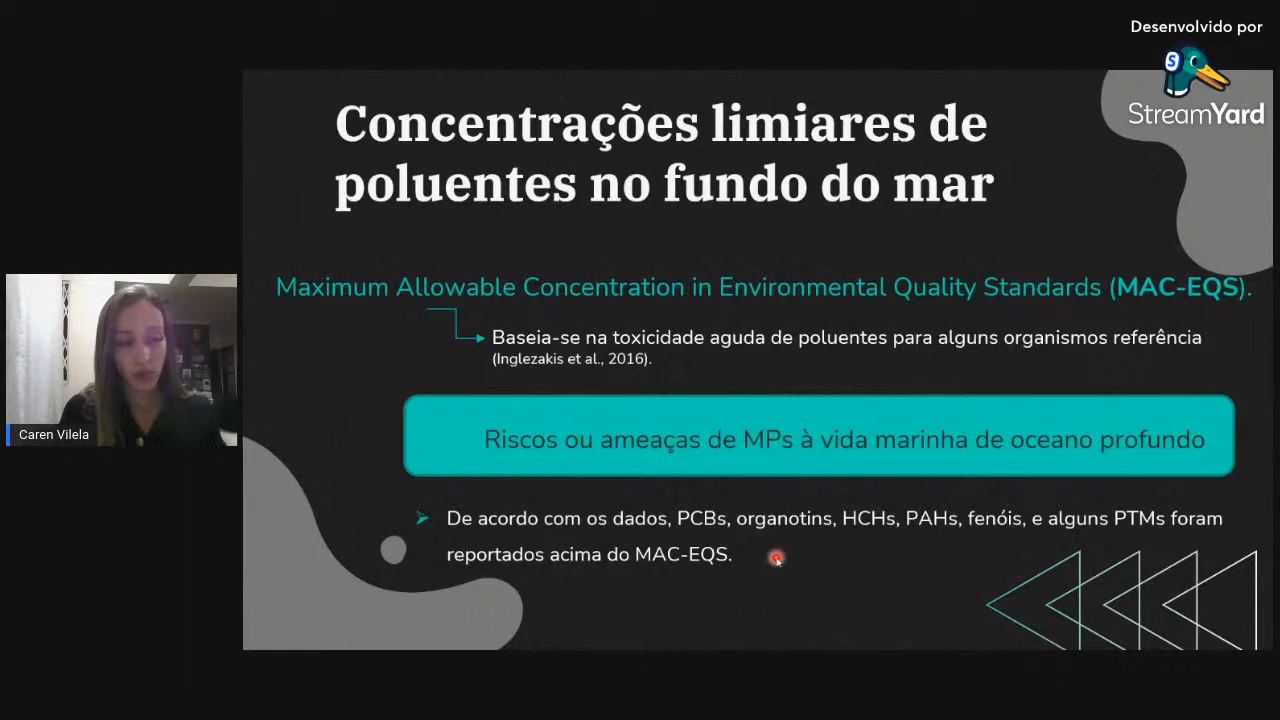 Desenvolvido por
S
StreamYard
Concentrações limiares de
poluentes no fundo do mar
Maximum Allowable Concentration in Environmental Quality Standards (MAC-EQS).
Baseia-se na toxicidade aguda de poluentes para alguns organismos referência
(Inglezakis et al., 2016).
Caren Vilela
Riscos ou ameaças de MPs à vida marinha de oceano profundo
De acordo com os dados, PCBs, organotins, HCHs, PAHs, fenóis, e alguns PTMs foram
reportados acima do MAC-EQS.